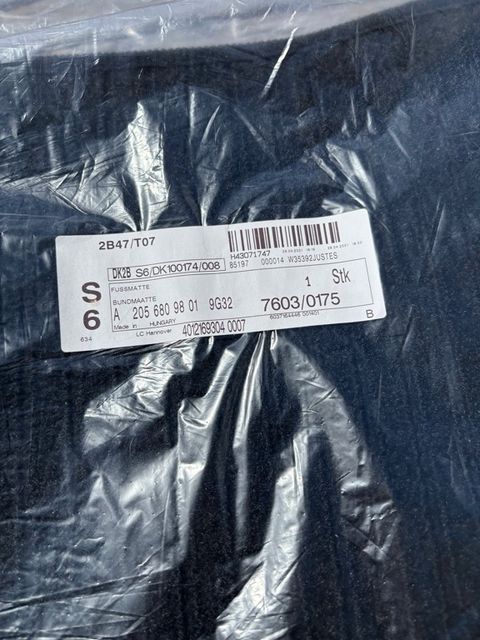 2B47/T07
H43071747
85197 000014 W35392JUSTES
DK2B S6/DK100174/008
S
6
634
FUSSMATTE
1 Stk
BUNDMAATTE
A 205 680 98 01 9G32
7603/0175
Made in HUNGARY
LC Hannover 4012169304 0007
B